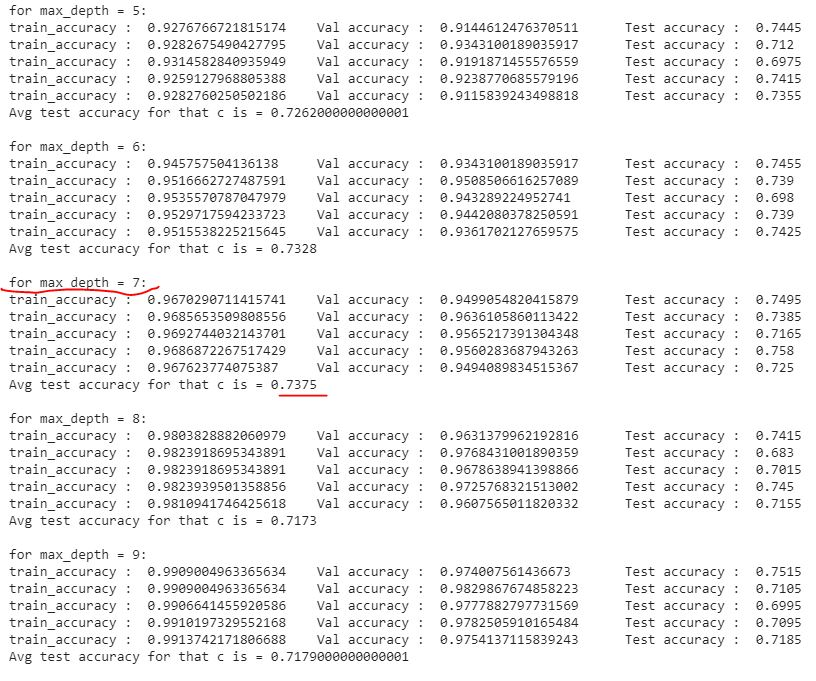 for max_depth = 5:
train_accuracy :  0.9276766721815174    Val accuracy :  0.9144612476370511      Test accuracy :  0.7445
train_accuracy :  0.9282675490427795    Val accuracy :  0.9343100189035917      Test accuracy :  0.712
train_accuracy :  0.9314582840935949    Val accuracy :  0.9191871455576559      Test accuracy :  0.6975
train_accuracy :  0.9259127968805388    Val accuracy :  0.9238770685579196      Test accuracy :  0.7415
train_accuracy :  0.9282760250502186    Val accuracy :  0.9115839243498818      Test accuracy :  0.7355
Avg test accuracy for that c is = 0.7262000000000001
for max_depth = 6:
train_accuracy :  0.945757504136138     Val accuracy :  0.9343100189035917      Test accuracy :  0.7455
train_accuracy :  0.9516662727487591    Val accuracy :  0.9508506616257089      Test accuracy :  0.739
train_accuracy :  0.9535570787047979    Val accuracy :  0.943289224952741       Test accuracy :  0.698
train_accuracy :  0.9529717594233723    Val accuracy :  0.9442080378250591      Test accuracy :  0.739
train_accuracy :  0.9515538225215645    Val accuracy :  0.9361702127659575      Test accuracy :  0.7425
Avg test accuracy for that c is = 0.7328
for max_depth = 7:
train_accuracy :  0.9670290711415741    Val accuracy :  0.9499054820415879      Test accuracy :  0.7495
train_accuracy :  0.9685653509808556    Val accuracy :  0.9636105860113422      Test accuracy :  0.7385
train_accuracy :  0.9692744032143701    Val accuracy :  0.9565217391304348      Test accuracy :  0.7165
train_accuracy :  0.9686872267517429    Val accuracy :  0.9560283687943263      Test accuracy :  0.758
train_accuracy :  0.967623774075387     Val accuracy :  0.9494089834515367      Test accuracy :  0.725
Avg test accuracy for that c is = 0.7375
for max_depth = 8:
train_accuracy :  0.9803828882060979    Val accuracy :  0.9631379962192816      Test accuracy :  0.7415
train_accuracy :  0.9823918695343891    Val accuracy :  0.9768431001890359      Test accuracy :  0.683
train_accuracy :  0.9823918695343891    Val accuracy :  0.9678638941398866      Test accuracy :  0.7015
train_accuracy :  0.9823939501358856    Val accuracy :  0.9725768321513002      Test accuracy :  0.745
train_accuracy :  0.9810941746425618    Val accuracy :  0.9607565011820332      Test accuracy :  0.7155
Avg test accuracy for that c is = 0.7173
for max_depth = 9:
train_accuracy :  0.9909004963365634    Val accuracy :  0.974007561436673       Test accuracy :  0.7515
train_accuracy :  0.9909004963365634    Val accuracy :  0.9829867674858223      Test accuracy :  0.7105
train_accuracy :  0.9906641455920586    Val accuracy :  0.9777882797731569      Test accuracy :  0.6995
train_accuracy :  0.9910197329552168    Val accuracy :  0.9782505910165484      Test accuracy :  0.7095
train_accuracy :  0.9913742171806688    Val accuracy :  0.9754137115839243      Test accuracy :  0.7185
Avg test accuracy for that c is = 0.7179000000000001